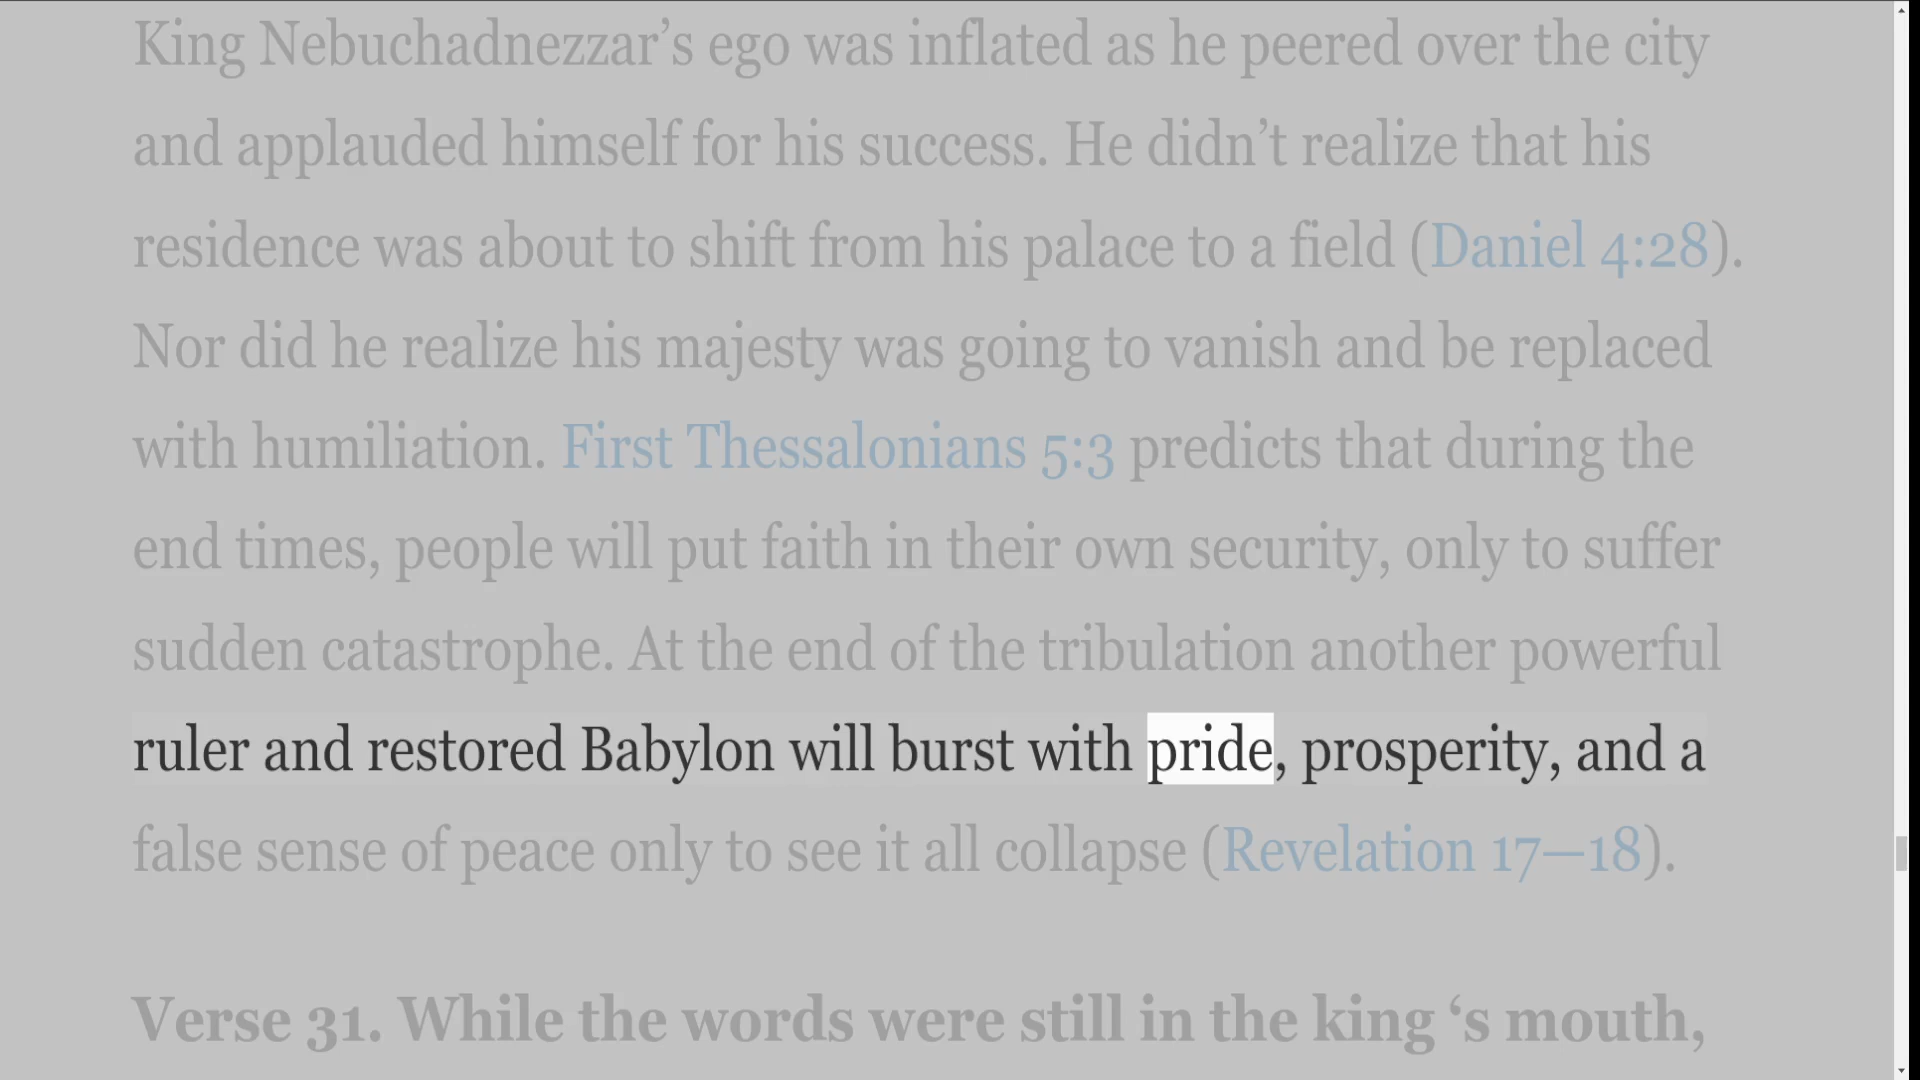 King Nebuchadnezzar’s ego was inflated as he peered over the city
and applauded himself for his success. He didn’t realize that his
residence was about to shift from his palace to a field (Daniel 4:28).
Nor did he realize his majesty was going to vanish and be replaced
with humiliation. First Thessalonians 5:3 predicts that during the
end times, people will put faith in their own security, only to suffer
sudden catastrophe. At the end of the tribulation another powerful
ruler and restored Babylon will burst with pride, prosperity, and a
false sense of peace only to see it all collapse (Revelation 17—18).
Verse 31. While the words were still in the king ‘s mouth,